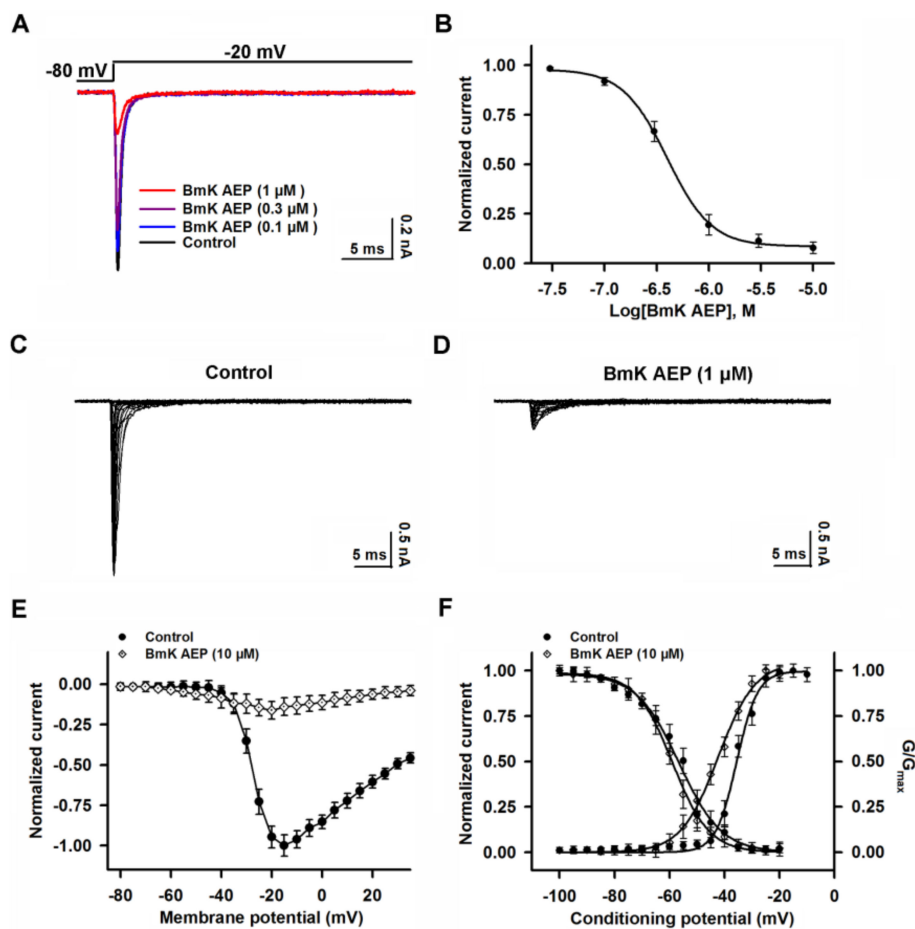 A
-80 mV
-20 mV
BmK AEP (1 µM )
BmK AEP (0.3 µM )
BmK AEP (0.1 µM )
Control
5 ms
0.2 nA
B
Normalized current
1.00
0.75
0.50
0.25
0.00
-7.5 -7.0 -6.5 -6.0 -5.5 -5.0
Log[BmK AEP], M
C
Control
5 ms
0.5 nA
D
BmK AEP (1 µM)
5 ms
0.5 nA
E
Control
BmK AEP (10 µM)
Normalized current
0.00
-0.25
-0.50
-0.75
-1.00
-80 -60 -40 -20 0 20
Membrane potential (mV)
F
Control
BmK AEP (10 µM)
Normalized current
1.00
0.75
0.50
0.25
0.00
1.00
0.75
0.50
0.25
0.00
G/Gmax
-100 -80 -60 -40 -20 0
Conditioning potential (mV)